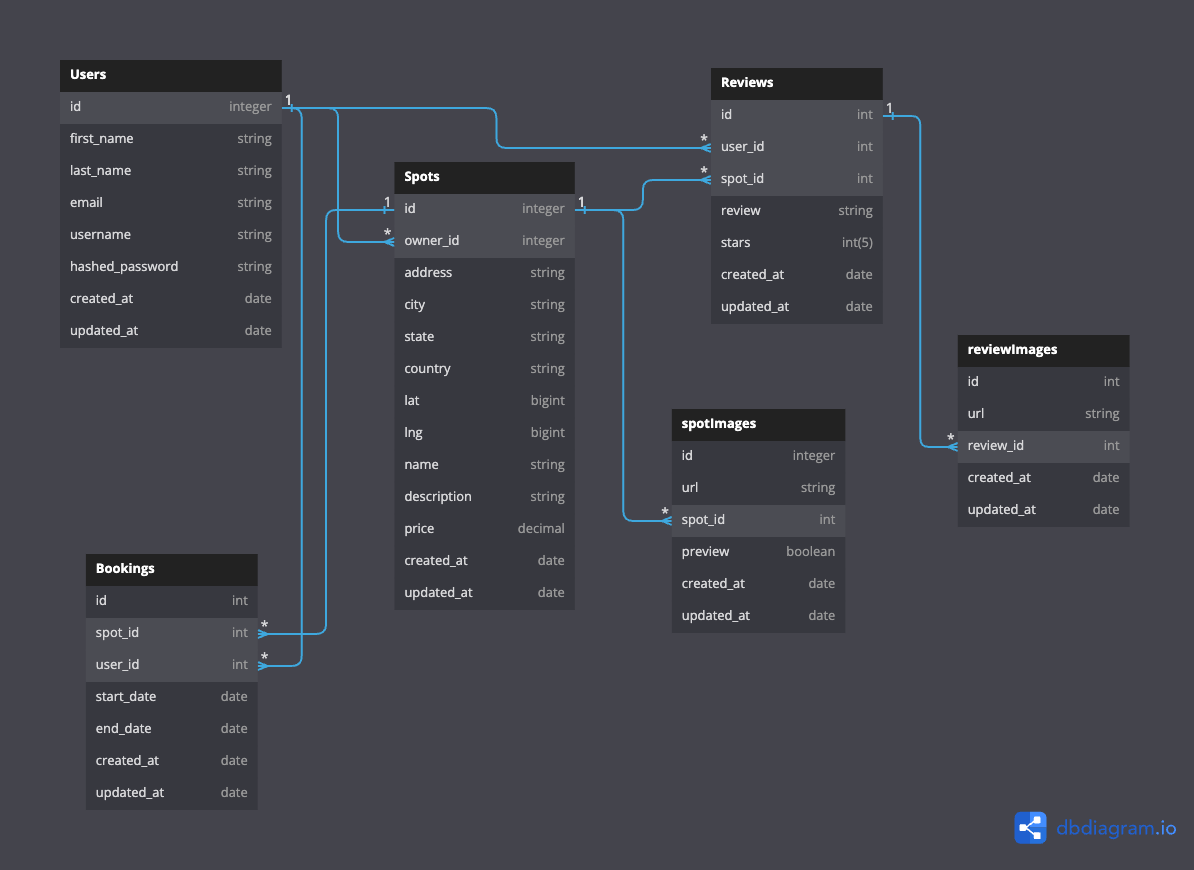 Users
id integer
first_name string
last_name string
email string
username string
hashed_password string
created_at date
updated_at date
1
*
*
1
*
1
Spots
id integer
owner_id integer
address string
city string
state string
country string
lat bigint
lng bigint
name string
description string
price decimal
created_at date
updated_at date
1
*
Reviews
id int
user_id int
spot_id int
review string
stars int(5)
created_at date
updated_at date
1
*
reviewImages
id int
url string
review_id int
created_at date
updated_at date
*
spotImages
id integer
url string
spot_id int
preview boolean
created_at date
updated_at date
Bookings
id int
spot_id int
user_id int
start_date date
end_date date
created_at date
updated_at date
*
*
dbdiagram.io